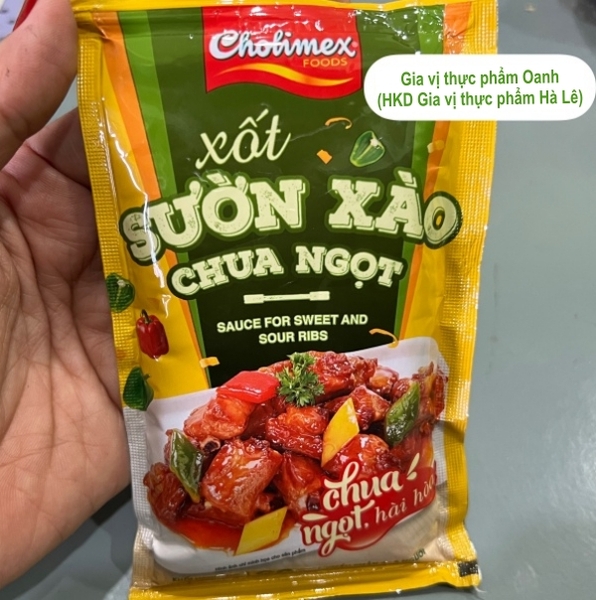 Cholimex
FOODS
Gia vị thực phẩm Oanh
(HKD Gia vị thực phẩm Hà Lê)
xốt
SƯỜN XÀO
CHUA NGỌT
SAUCE FOR SWEET AND
SOUR RIBS
chua
ngọt, hài hòa